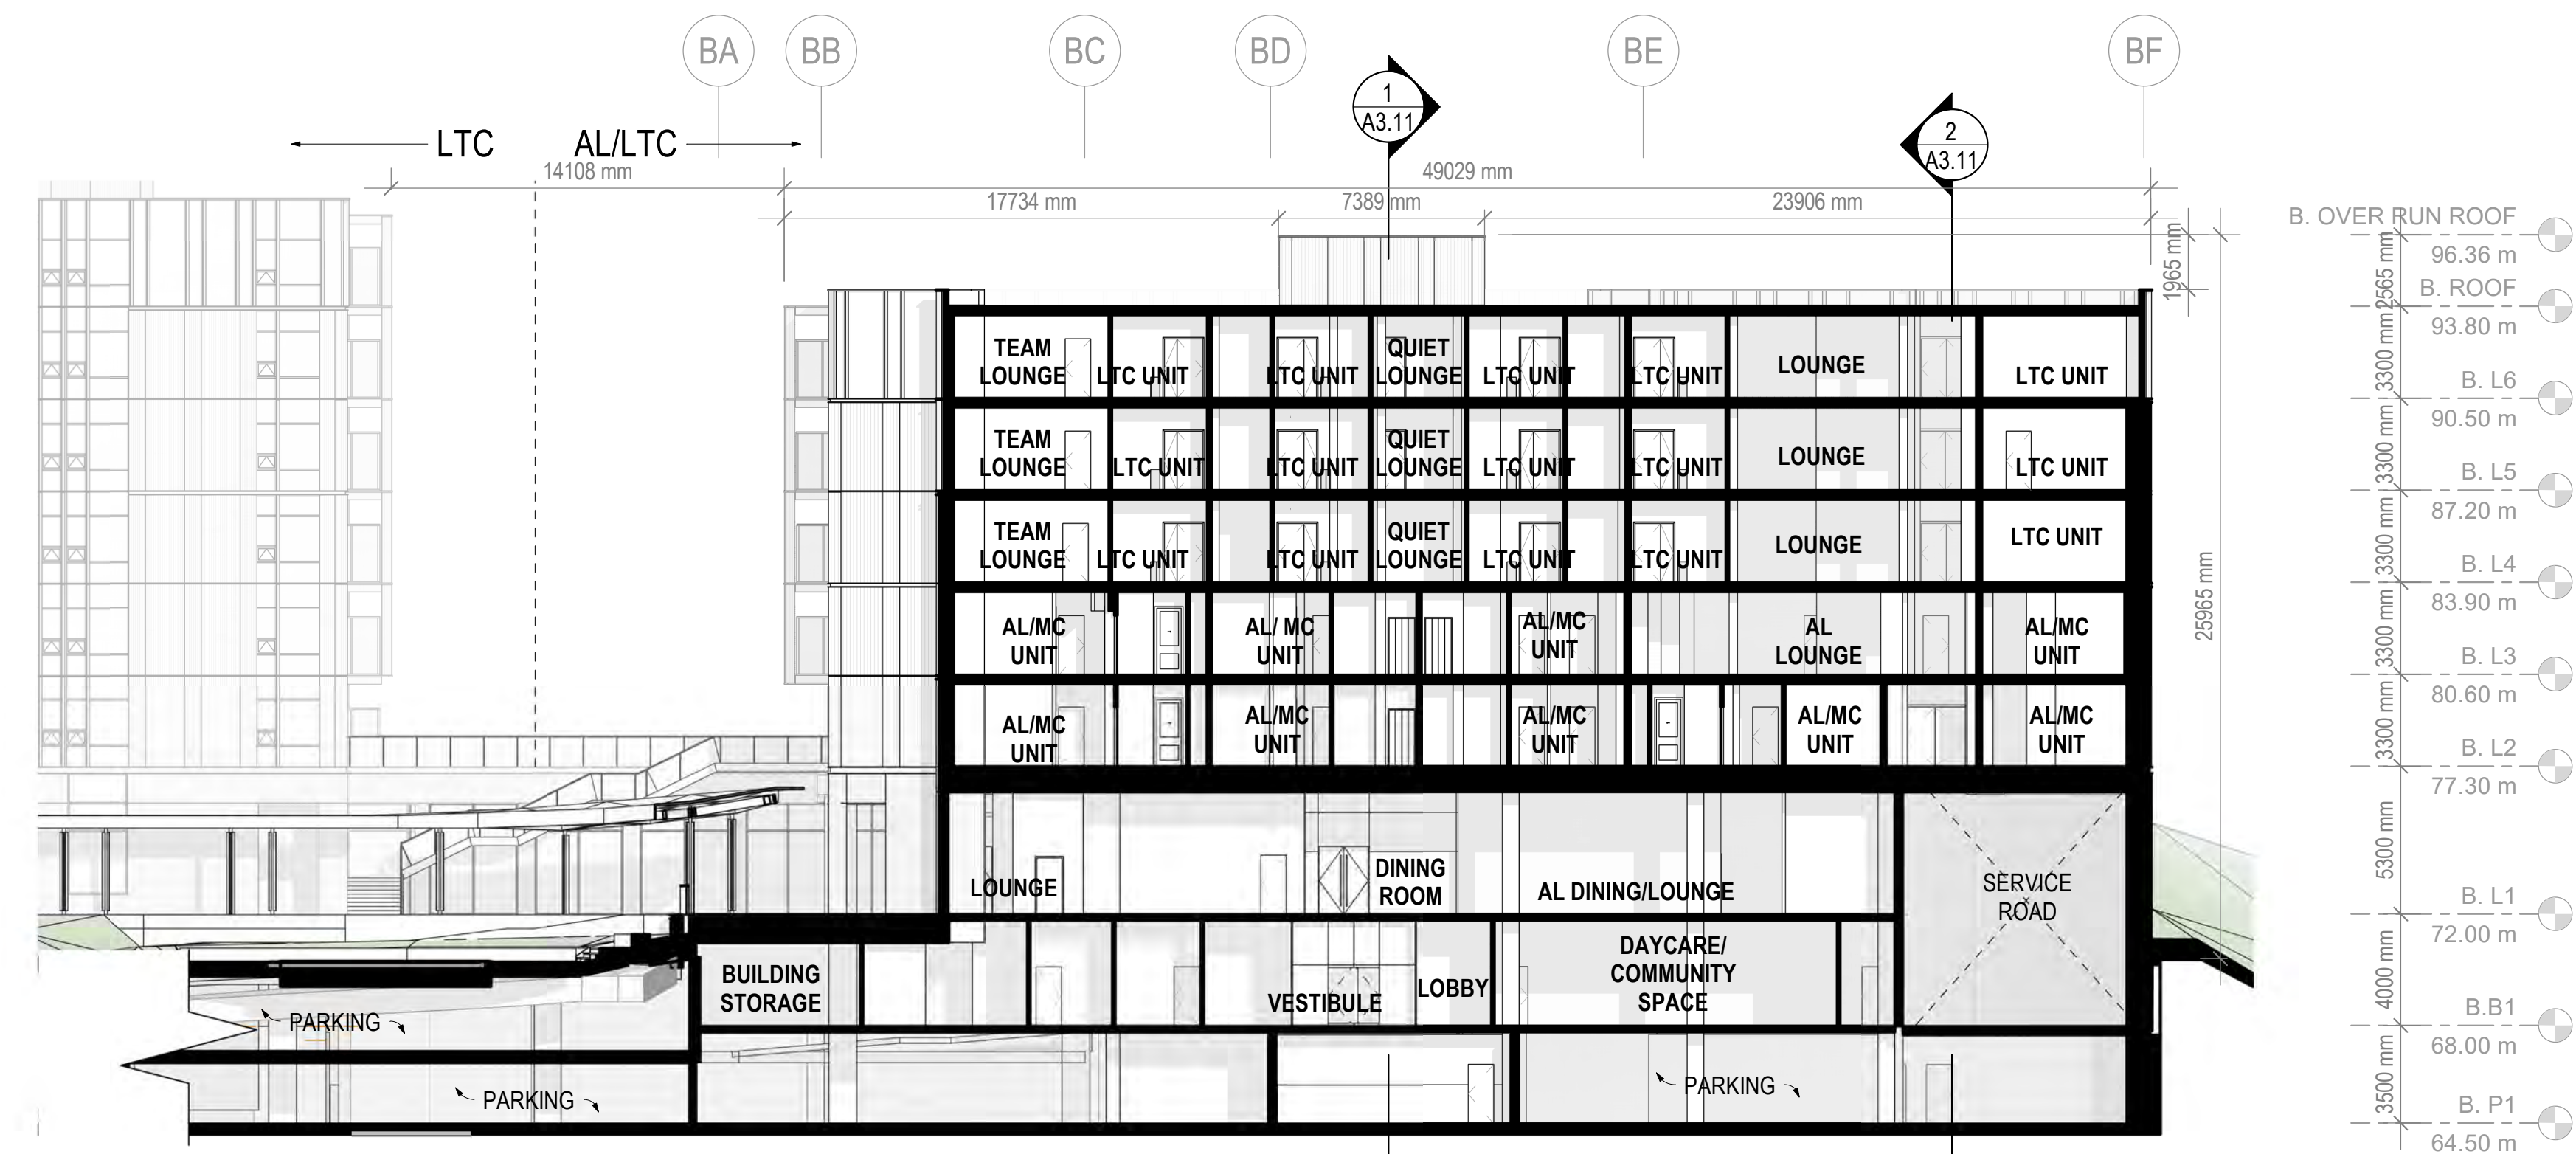 BA
BB
BC
BD
BE
BF
1
A3.11
2
A3.11
LTC
AL/LTC
14108 mm
49029 mm
17734 mm
7389 mm
23906 mm
1965 mm
25965 mm
B. OVER RUN ROOF
96.36 m
2565 mm
B. ROOF
93.80 m
3300 mm
B. L6
90.50 m
3300 mm
B. L5
87.20 m
3300 mm
B. L4
83.90 m
3300 mm
B. L3
80.60 m
3300 mm
B. L2
77.30 m
5300 mm
B. L1
72.00 m
4000 mm
B.B1
68.00 m
3500 mm
B. P1
64.50 m
TEAM
LOUNGE
LTC UNIT
LTC UNIT
QUIET
LOUNGE
LTC UNIT
LTC UNIT
LOUNGE
LTC UNIT
TEAM
LOUNGE
LTC UNIT
LTC UNIT
QUIET
LOUNGE
LTC UNIT
LTC UNIT
LOUNGE
LTC UNIT
TEAM
LOUNGE
LTC UNIT
LTC UNIT
QUIET
LOUNGE
LTC UNIT
LTC UNIT
LOUNGE
LTC UNIT
AL/MC
UNIT
AL/ MC
UNIT
AL/MC
UNIT
AL
LOUNGE
AL/MC
UNIT
AL/MC
UNIT
AL/MC
UNIT
AL/MC
UNIT
AL/MC
UNIT
AL/MC
UNIT
LOUNGE
DINING
ROOM
AL DINING/LOUNGE
SERVICE
ROAD
BUILDING
STORAGE
VESTIBULE
LOBBY
DAYCARE/
COMMUNITY
SPACE
PARKING
PARKING
PARKING